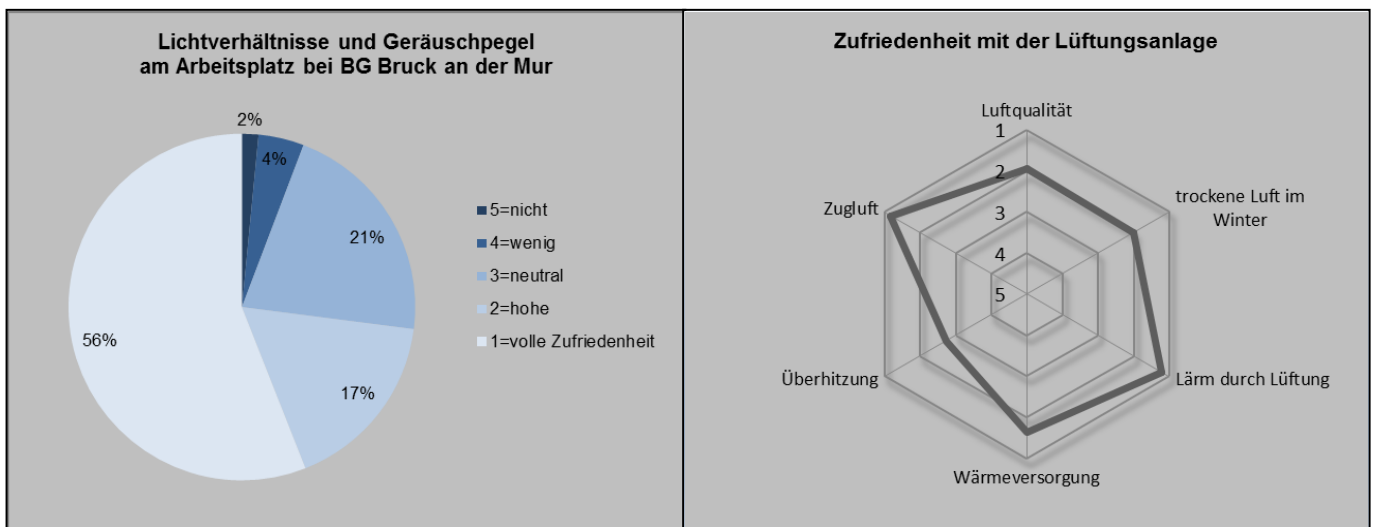 Lichtverhältnisse und Geräuschpegel
am Arbeitsplatz bei BG Bruck an der Mur
2%
4%
21%
17%
56%
5=nicht
4=wenig
3=neutral
2=hohe
1=volle Zufriedenheit
Zufriedenheit mit der Lüftungsanlage
Luftqualität
1
2
3
4
5
trockene Luft im
Winter
Lärm durch Lüftung
Wärmeversorgung
Überhitzung
Zugluft